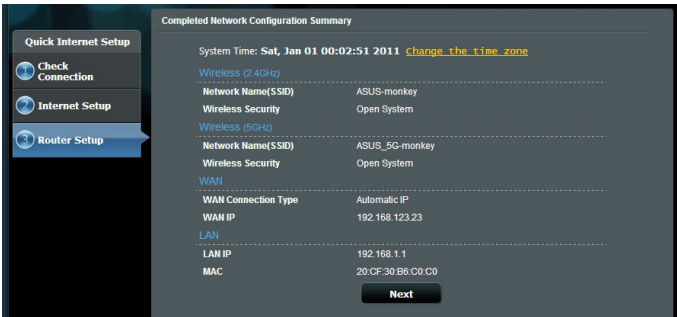 Completed Network Configuration Summary
Quick Internet Setup
1 Check Connection
2 Internet Setup
3 Router Setup
System Time: Sat, Jan 01 00:02:51 2011 Change the time zone
Wireless (2.4GHz)
Network Name(SSID) ASUS-monkey
Wireless Security Open System
Wireless (5GHz)
Network Name(SSID) ASUS_5G-monkey
Wireless Security Open System
WAN
WAN Connection Type Automatic IP
WAN IP 192.168.123.23
LAN
LAN IP 192.168.1.1
MAC 20:CF:30:B6:C0:C0
Next